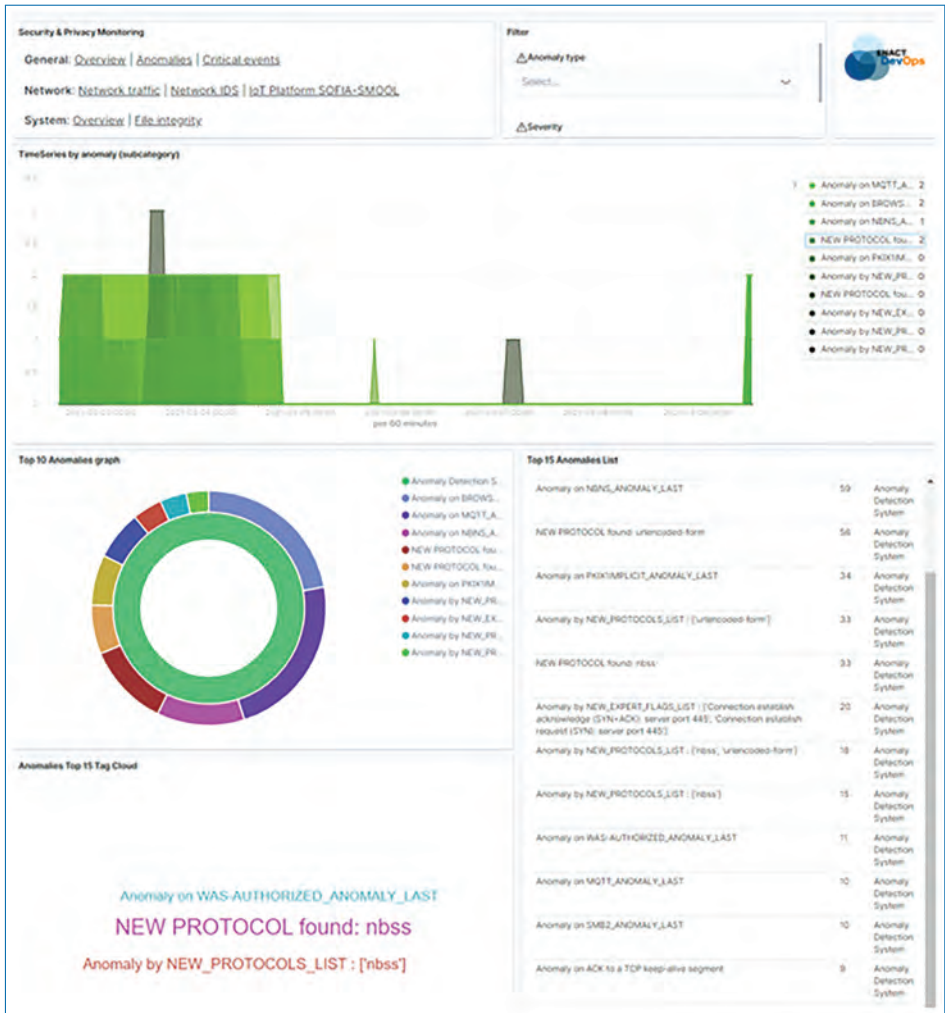 Security & Privacy Monitoring
General: Overview | Anomalies | Critical events
Network: Network traffic | Network IDS | IoT Platform SOFIA-SMOOL
System: Overview | File integrity
Filter
Anomaly type
Select...
Severity
ENACT
DevOps
TimeSeries by anomaly (subcategory)
Anomaly on MQTT_A... 2
Anomaly on BROWS... 2
Anomaly on NBNS_A... 1
NEW PROTOCOL fou... 2
Anomaly on PKIX1IM... 0
Anomaly by NEW_PR... 0
NEW PROTOCOL fou... 0
Anomaly by NEW_EX... 0
Anomaly by NEW_PR... 0
Anomaly by NEW_PR... 0
per 60 minutes
Top 10 Anomalies graph
Anomaly Detection S...
Anomaly on BROWS...
Anomaly on MQTT_A...
Anomaly on NBNS_A...
NEW PROTOCOL fou...
NEW PROTOCOL fou...
Anomaly on PKIX1IM...
Anomaly by NEW_PR...
Anomaly by NEW_EX...
Anomaly by NEW_PR...
Anomaly by NEW_PR...
Top 15 Anomalies List
Anomaly on NBNS_ANOMALY_LAST 59 Anomaly
Detection
System
NEW PROTOCOL found: urlencoded-form 56 Anomaly
Detection
System
Anomaly on PKIX1IMPLICIT_ANOMALY_LAST 34 Anomaly
Detection
System
Anomaly by NEW_PROTOCOLS_LIST : ['urlencoded-form'] 33 Anomaly
Detection
System
NEW PROTOCOL found: nbss 33 Anomaly
Detection
System
Anomaly by NEW_EXPERT_FLAGS_LIST : ['Connection establish 20 Anomaly
acknowledge (SYN+ACK): server port 445', 'Connection establish Detection
request (SYN): server port 445'] System
Anomaly by NEW_PROTOCOLS_LIST : ['nbss', 'urlencoded-form'] 18 Anomaly
Detection
System
Anomaly by NEW_PROTOCOLS_LIST : ['nbss'] 15 Anomaly
Detection
System
Anomaly on WAS-AUTHORIZED_ANOMALY_LAST 11 Anomaly
Detection
System
Anomaly on MQTT_ANOMALY_LAST 10 Anomaly
Detection
System
Anomaly on SMB2_ANOMALY_LAST 10 Anomaly
Detection
System
Anomaly on ACK to a TCP keep-alive segment 9 Anomaly
Detection
System
Anomalies Top 15 Tag Cloud
Anomaly on WAS-AUTHORIZED_ANOMALY_LAST
NEW PROTOCOL found: nbss
Anomaly by NEW_PROTOCOLS_LIST : ['nbss']